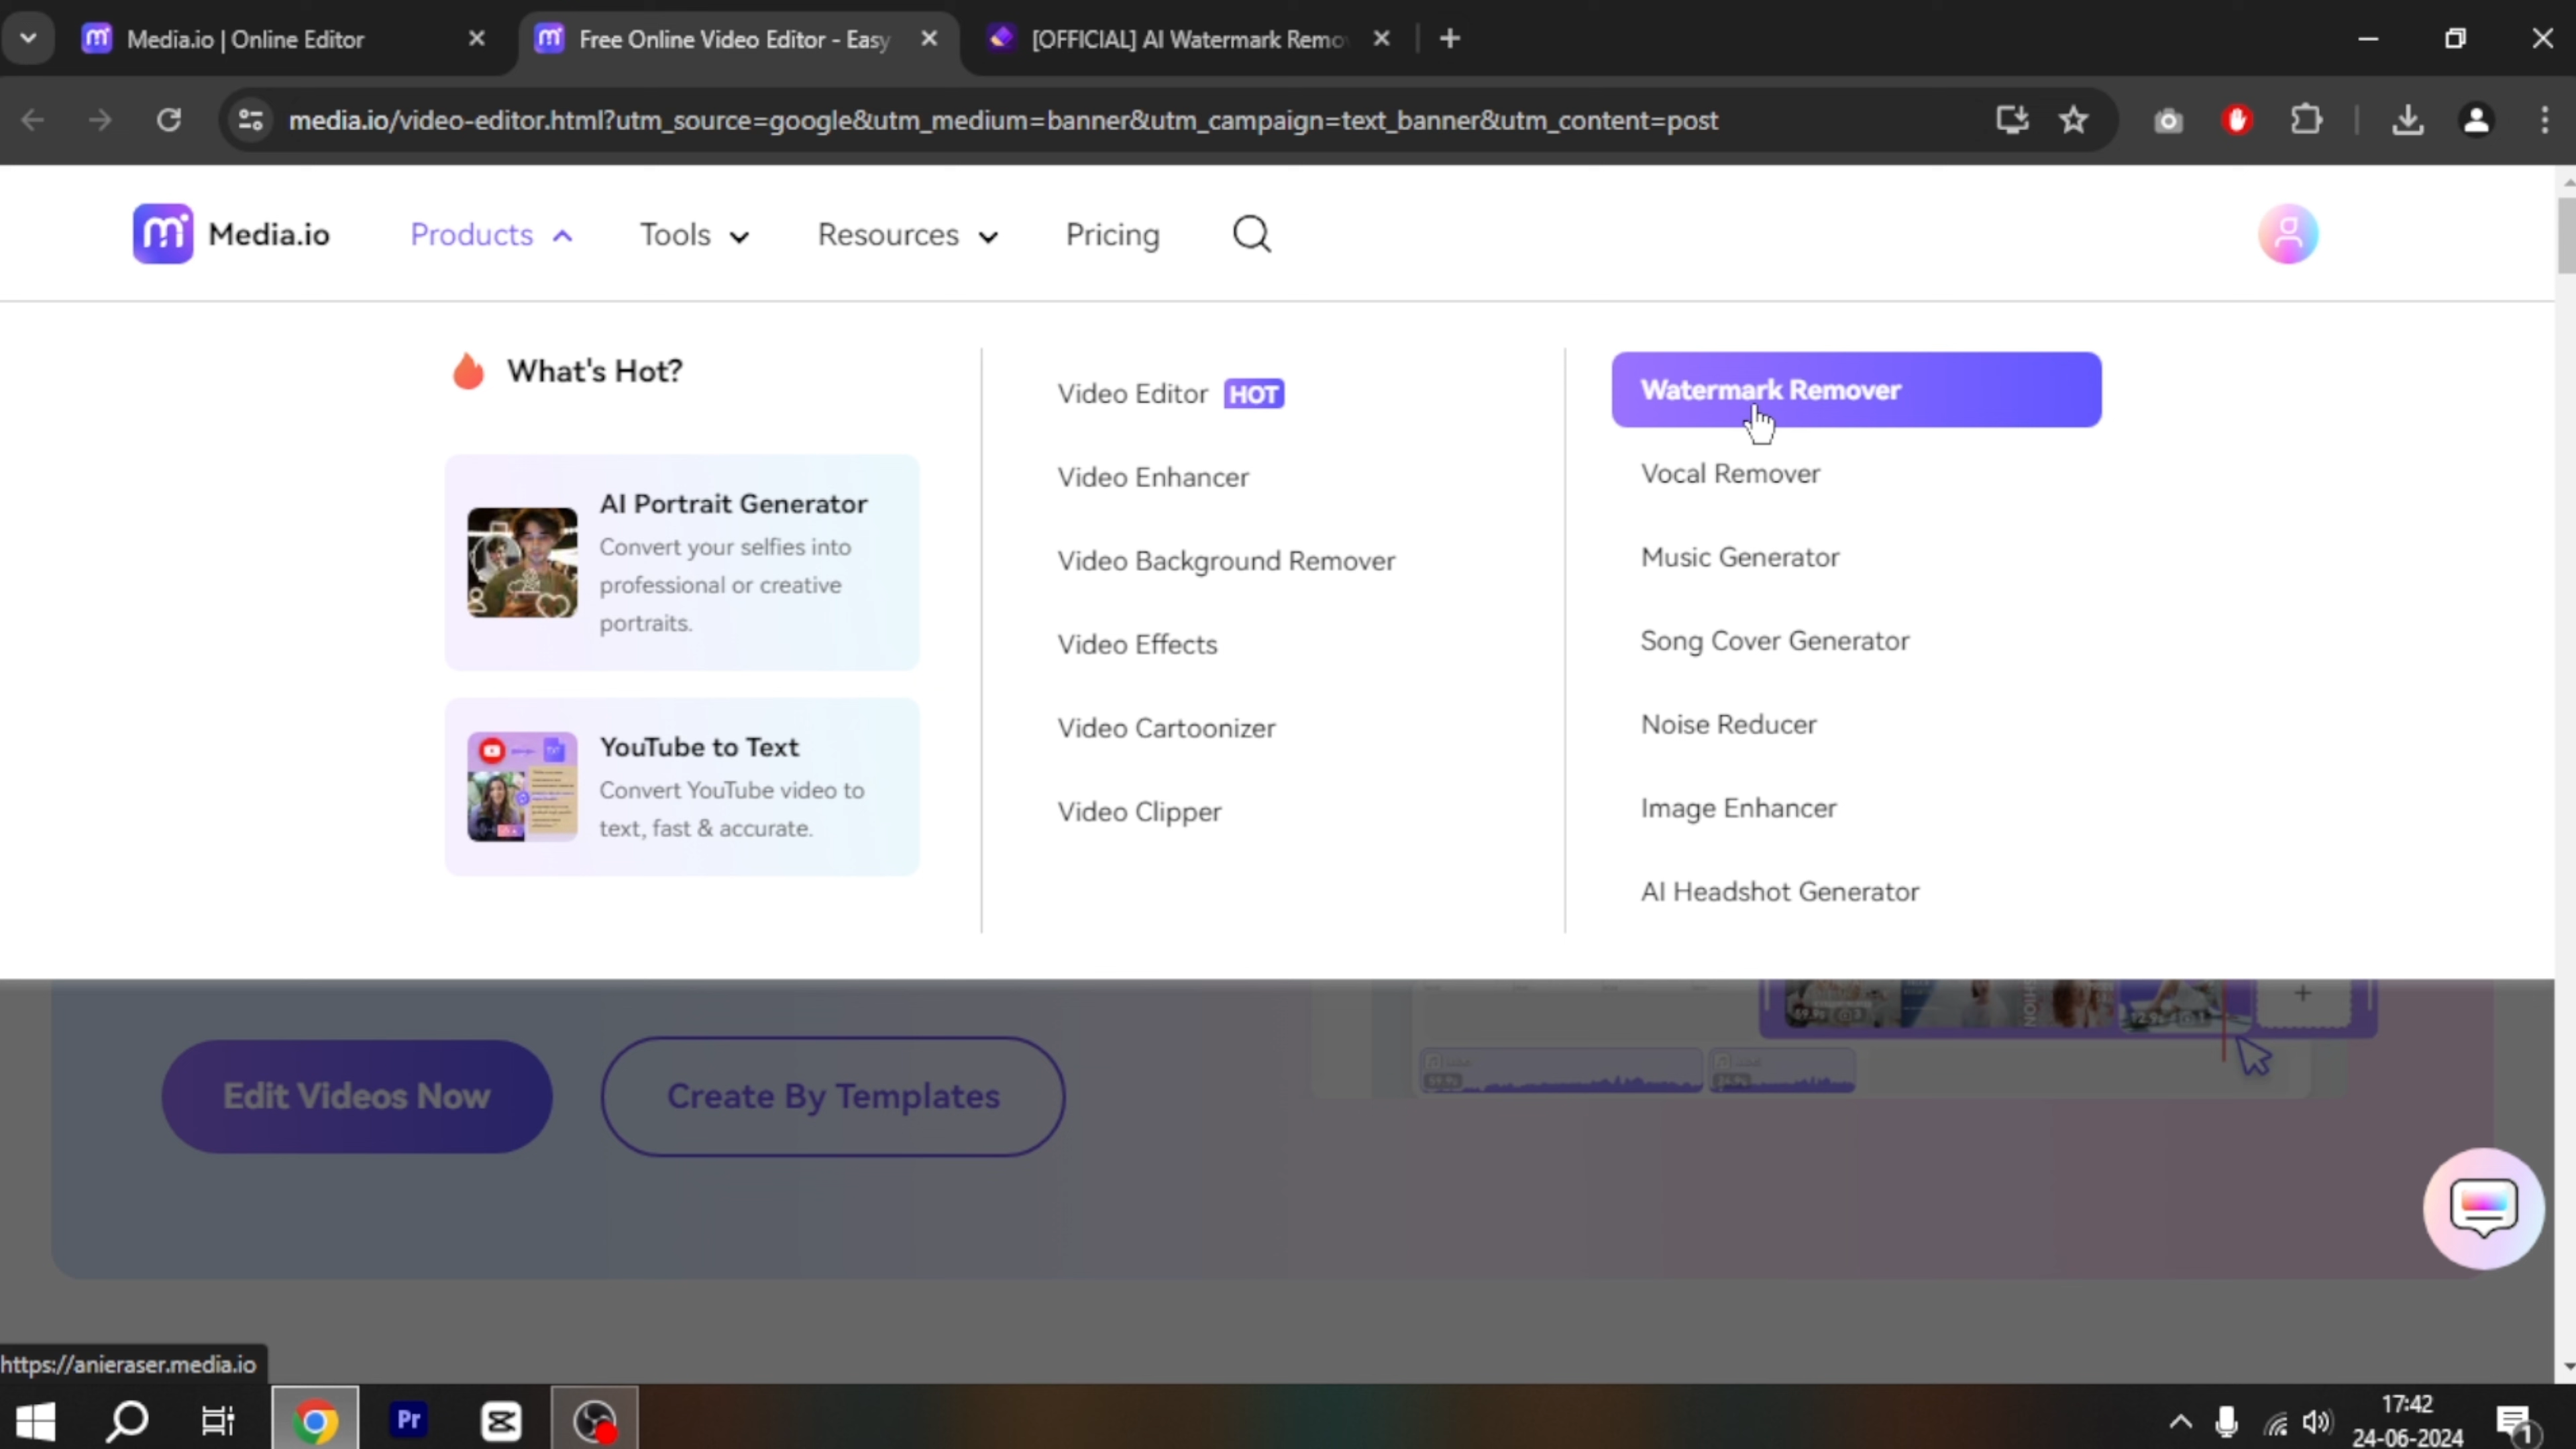 Media.io | Online Editor
Free Online Video Editor - Easy
[OFFICIAL] AI Watermark Remo
media.io/video-editor.html?utm_source=google&utm_medium=banner&utm_campaign=text_banner&utm_content=post
Media.io
Products
Tools
Resources
Pricing
What's Hot?
AI Portrait Generator
Convert your selfies into
professional or creative
portraits.
YouTube to Text
Convert YouTube video to
text, fast & accurate.
Video Editor HOT
Video Enhancer
Video Background Remover
Video Effects
Video Cartoonizer
Video Clipper
Watermark Remover
Vocal Remover
Music Generator
Song Cover Generator
Noise Reducer
Image Enhancer
AI Headshot Generator
Edit Videos Now
Create By Templates
https://anieraser.media.io
Pr
17:42
24-06-2024
1